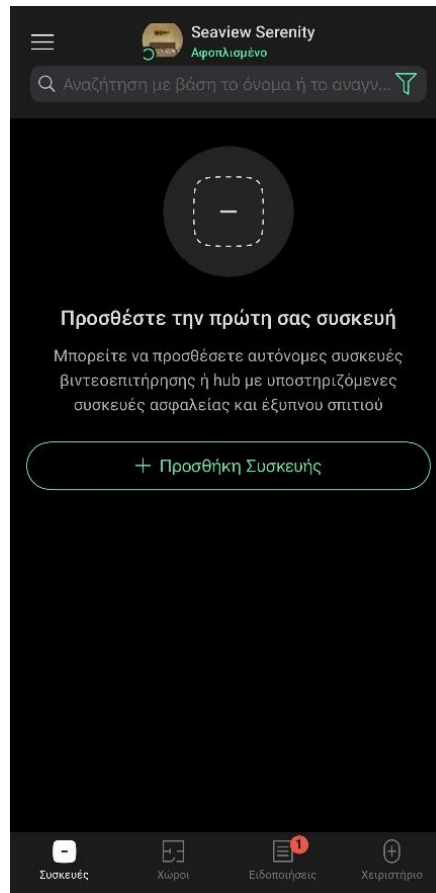 Seaview Serenity
Αφοπλισμένο
Αναζήτηση με βάση το όνομα ή το αναγν...
Προσθέστε την πρώτη σας συσκευή
Μπορείτε να προσθέσετε αυτόνομες συσκευές
βιντεοεπιτήρησης ή hub με υποστηριζόμενες
συσκευές ασφαλείας και έξυπνου σπιτιού
+ Προσθήκη Συσκευής
1
Συσκευές Χώροι Ειδοποιήσεις Χειριστήριο